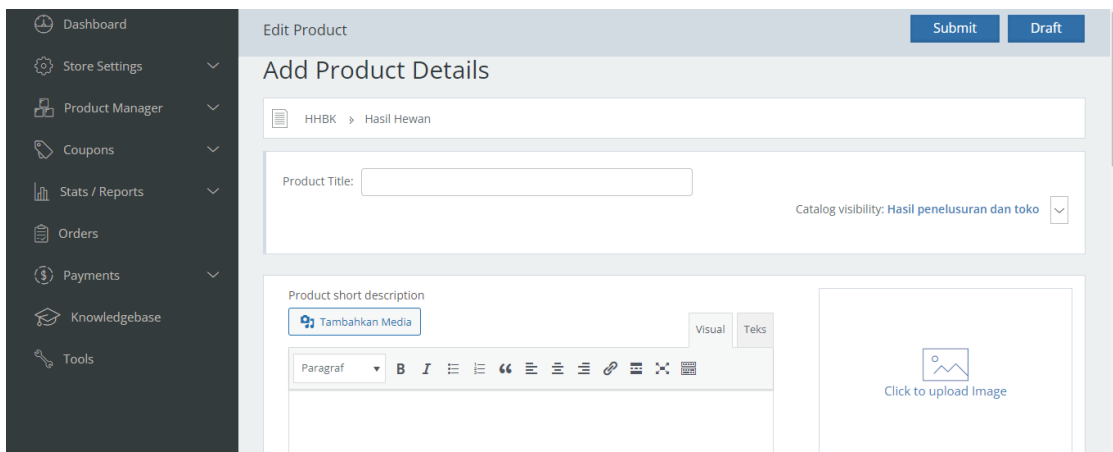 Dashboard
Store Settings
Product Manager
Coupons
Stats / Reports
Orders
Payments
Knowledgebase
Tools
Edit Product
Submit
Draft
Add Product Details
HHBK » Hasil Hewan
Product Title:
Catalog visibility: Hasil penelusuran dan toko
Product short description
Tambahkan Media
Visual
Teks
Paragraf
B I
Click to upload Image